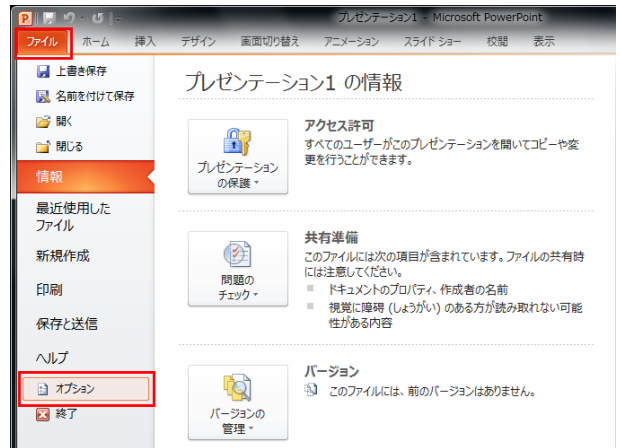 プレゼンテーション1 - Microsoft PowerPoint
ファイル ホーム 挿入 デザイン 画面切り替え アニメーション スライド ショー 校閲 表示
上書き保存
名前を付けて保存
開く
閉じる
情報
最近使用した
ファイル
新規作成
印刷
保存と送信
ヘルプ
オプション
終了
プレゼンテーション1 の情報
プレゼンテーション
の保護
アクセス許可
すべてのユーザーがこのプレゼンテーションを開いてコピーや変
更を行うことができます。
問題の
チェック
共有準備
このファイルには次の項目が含まれています。ファイルの共有時
には注意してください。
ドキュメントのプロパティ、作成者の名前
視覚に障碍 (しょうがい) のある方が読み取れない可能
性がある内容
バージョンの
管理
バージョン
このファイルには、前のバージョンはありません。